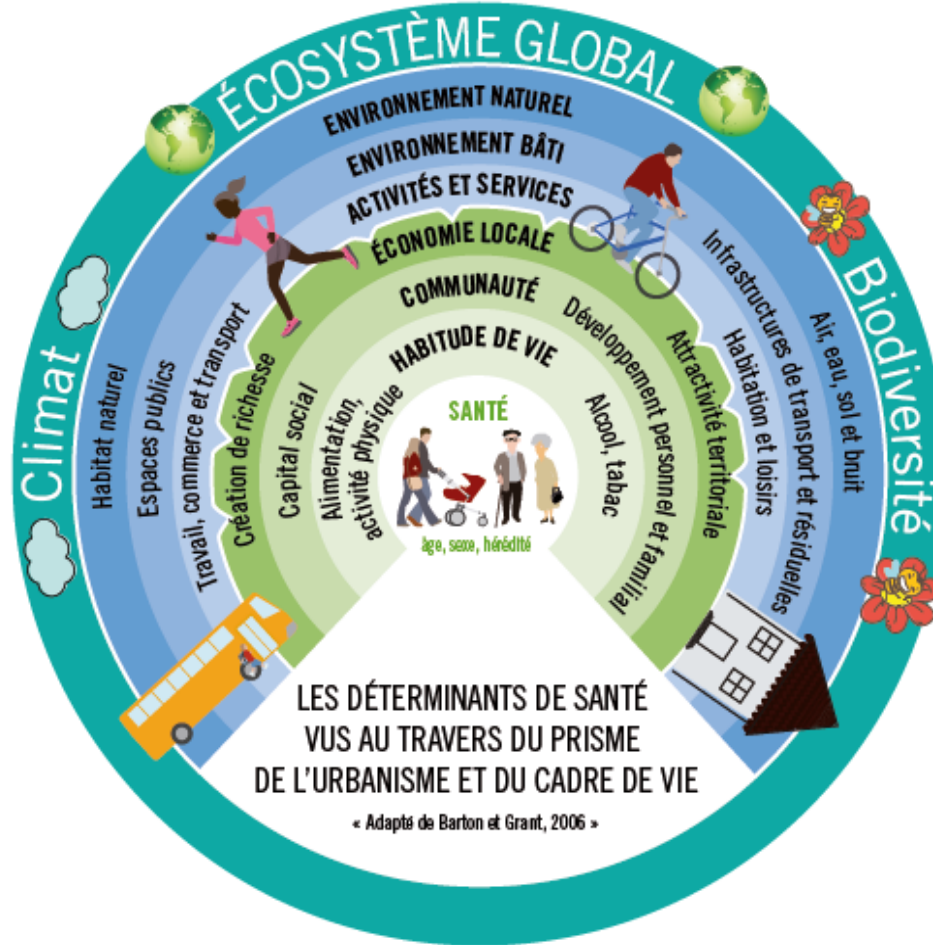 ÉCOSYSTÈME GLOBAL
Climat
Biodiversité
ENVIRONNEMENT NATUREL
Habitat naturel
Air, eau, sol et bruit
ENVIRONNEMENT BÂTI
Espaces publics
Infrastructures de transport et résiduelles
ACTIVITÉS ET SERVICES
Travail, commerce et transport
Habitation et loisirs
ÉCONOMIE LOCALE
Création de richesse
Attractivité territoriale
COMMUNAUTÉ
Capital social
Développement personnel et familial
HABITUDE DE VIE
Alimentation,
activité physique
Alcool, tabac
SANTÉ
âge, sexe, hérédité
LES DÉTERMINANTS DE SANTÉ
VUS AU TRAVERS DU PRISME
DE L'URBANISME ET DU CADRE DE VIE
« Adapté de Barton et Grant, 2006 »